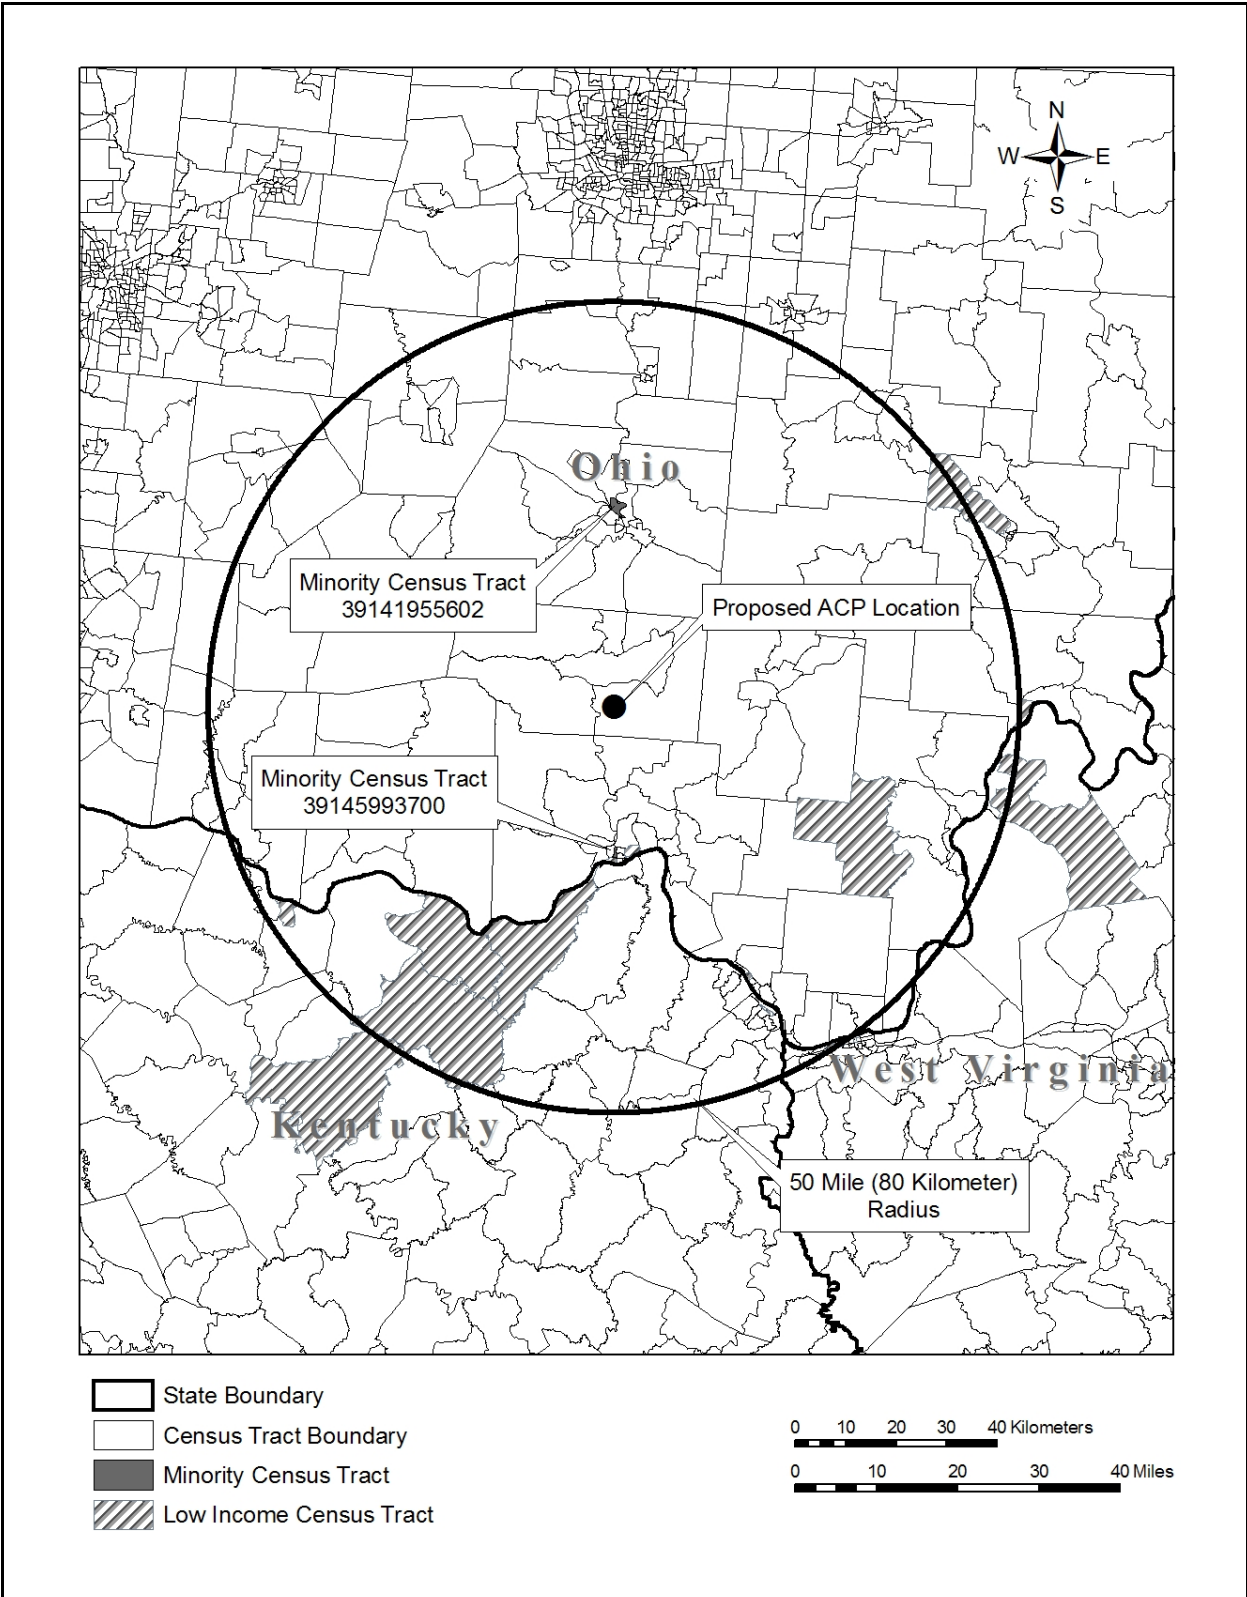 N
W E
S
Ohio
Minority Census Tract
39141955602
Proposed ACP Location
Minority Census Tract
39145993700
West Virginia
Kentucky
50 Mile (80 Kilometer)
Radius
State Boundary
Census Tract Boundary
Minority Census Tract
Low Income Census Tract
0 10 20 30 40 Kilometers
0 10 20 30 40 Miles